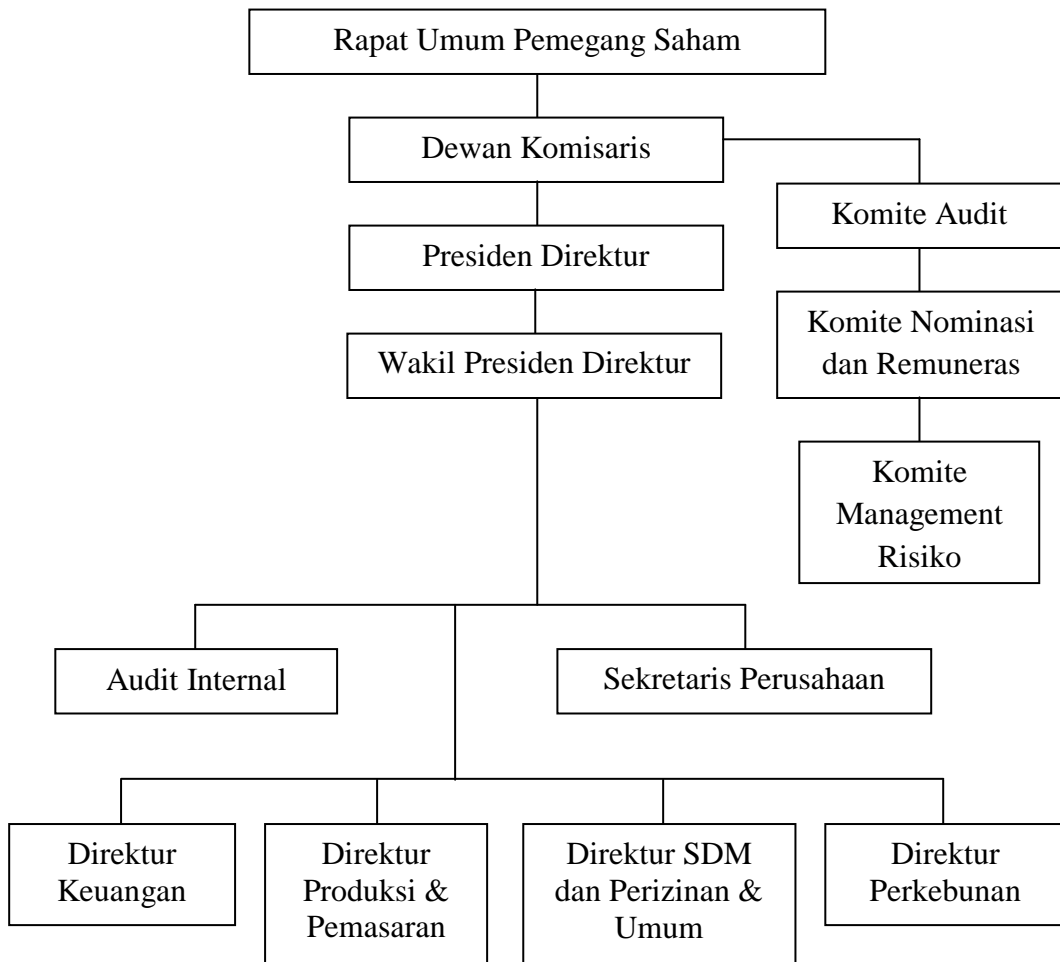 Rapat Umum Pemegang Saham
Dewan Komisaris
Komite Audit
Presiden Direktur
Komite Nominasi
dan Remuneras
Wakil Presiden Direktur
Komite
Management
Risiko
Audit Internal
Sekretaris Perusahaan
Direktur
Keuangan
Direktur
Produksi &
Pemasaran
Direktur SDM
dan Perizinan &
Umum
Direktur
Perkebunan